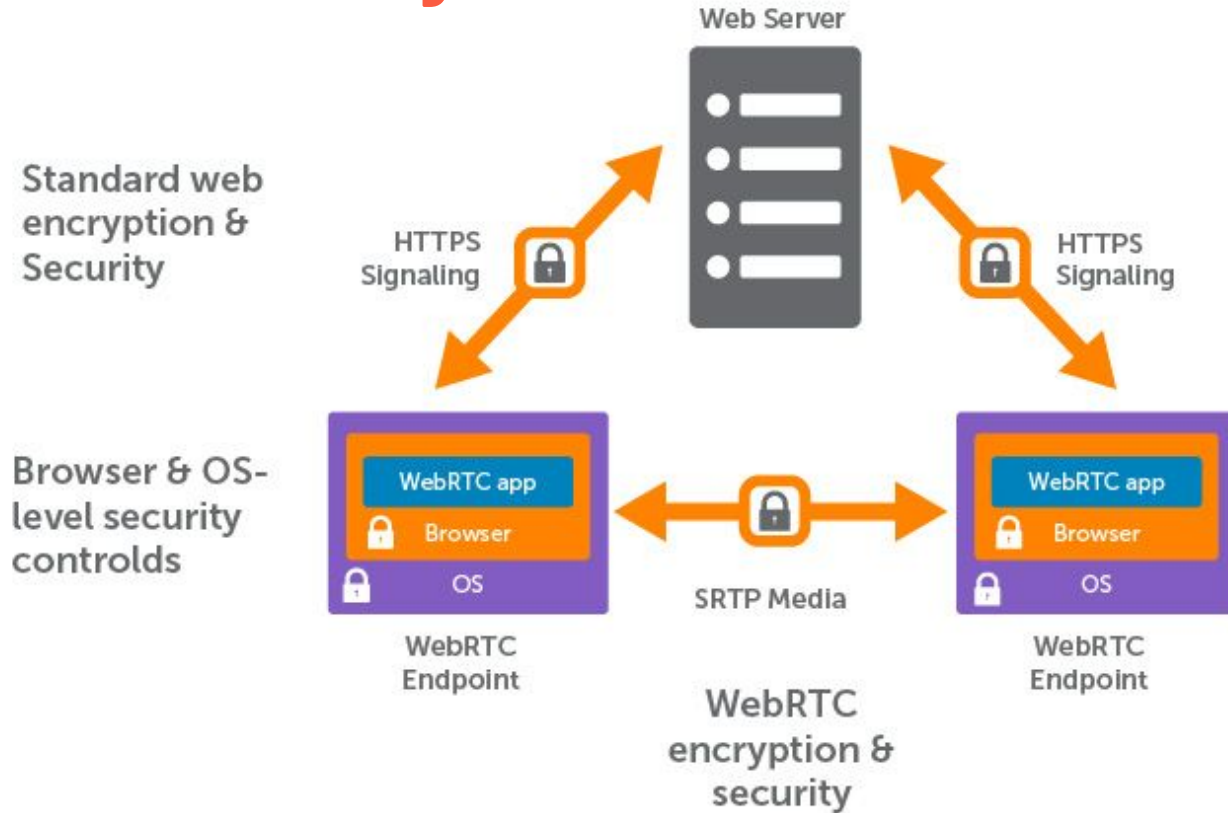 Web Server
Standard web
encryption &
Security
HTTPS
Signaling
HTTPS
Signaling
Browser & OS-
level security
controlds
WebRTC app
Browser
OS
WebRTC
Endpoint
SRTP Media
WebRTC app
Browser
OS
WebRTC
Endpoint
WebRTC
encryption &
security